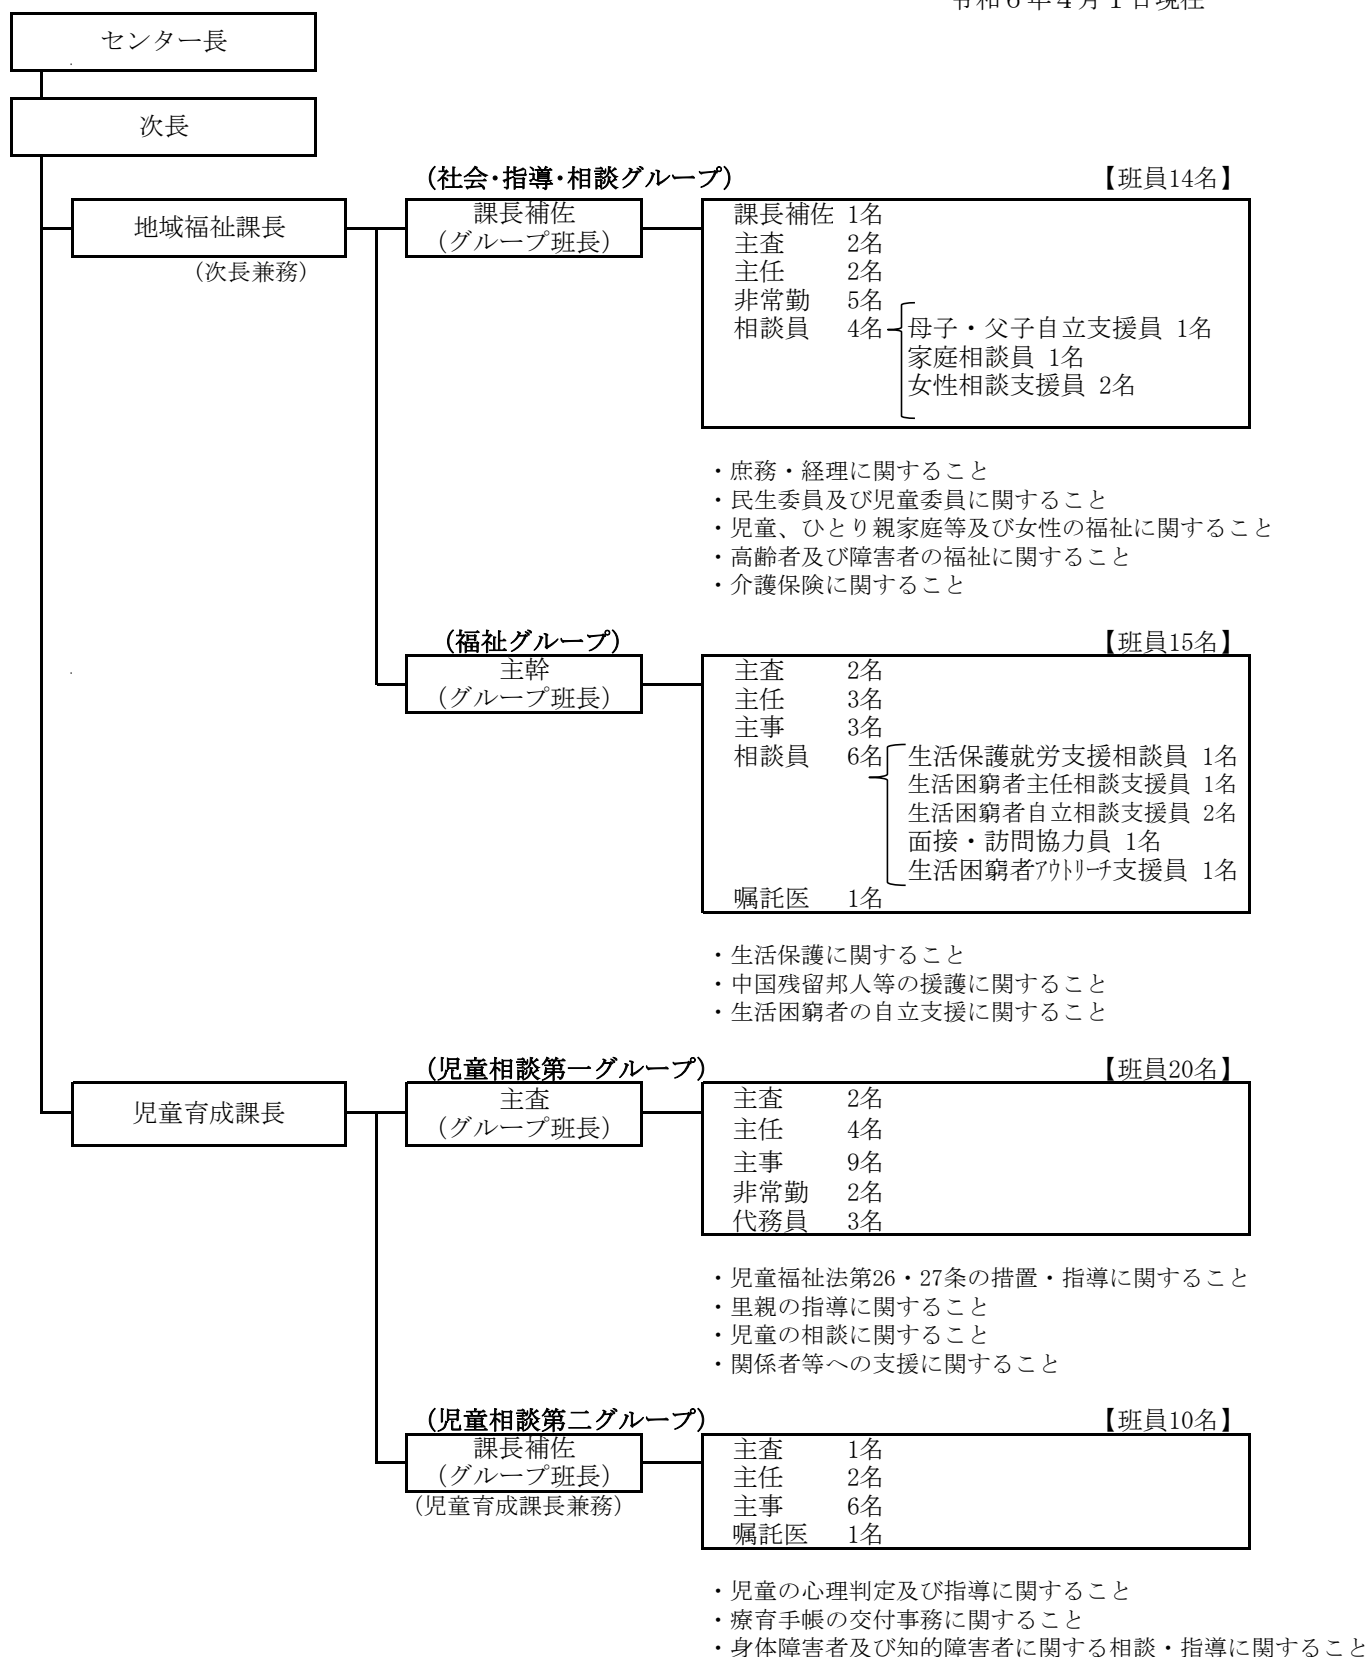 令和6年4月1日現在
センター長
次長
(社会・指導・相談グループ) 【班員14名】
地域福祉課長
(次長兼務)
課長補佐
(グループ班長)
課長補佐 1名
主査 2名
主任 2名
非常勤 5名
相談員 4名 母子・父子自立支援員 1名
家庭相談員 1名
女性相談支援員 2名
・庶務・経理に関すること
・民生委員及び児童委員に関すること
・児童、ひとり親家庭等及び女性の福祉に関すること
・高齢者及び障害者の福祉に関すること
・介護保険に関すること
(福祉グループ) 【班員15名】
主幹
(グループ班長)
主査 2名
主任 3名
主事 3名
相談員 6名 生活保護就労支援相談員 1名
生活困窮者主任相談支援員 1名
生活困窮者自立相談支援員 2名
面接・訪問協力員 1名
生活困窮者ｱｳﾄﾘｰﾁ支援員 1名
嘱託医 1名
・生活保護に関すること
・中国残留邦人等の援護に関すること
・生活困窮者の自立支援に関すること
(児童相談第一グループ) 【班員20名】
児童育成課長
主査
(グループ班長)
主査 2名
主任 4名
主事 9名
非常勤 2名
代務員 3名
・児童福祉法第26・27条の措置・指導に関すること
・里親の指導に関すること
・児童の相談に関すること
・関係者等への支援に関すること
(児童相談第二グループ) 【班員10名】
課長補佐
(グループ班長)
(児童育成課長兼務)
主査 1名
主任 2名
主事 6名
嘱託医 1名
・児童の心理判定及び指導に関すること
・療育手帳の交付事務に関すること
・身体障害者及び知的障害者に関する相談・指導に関すること